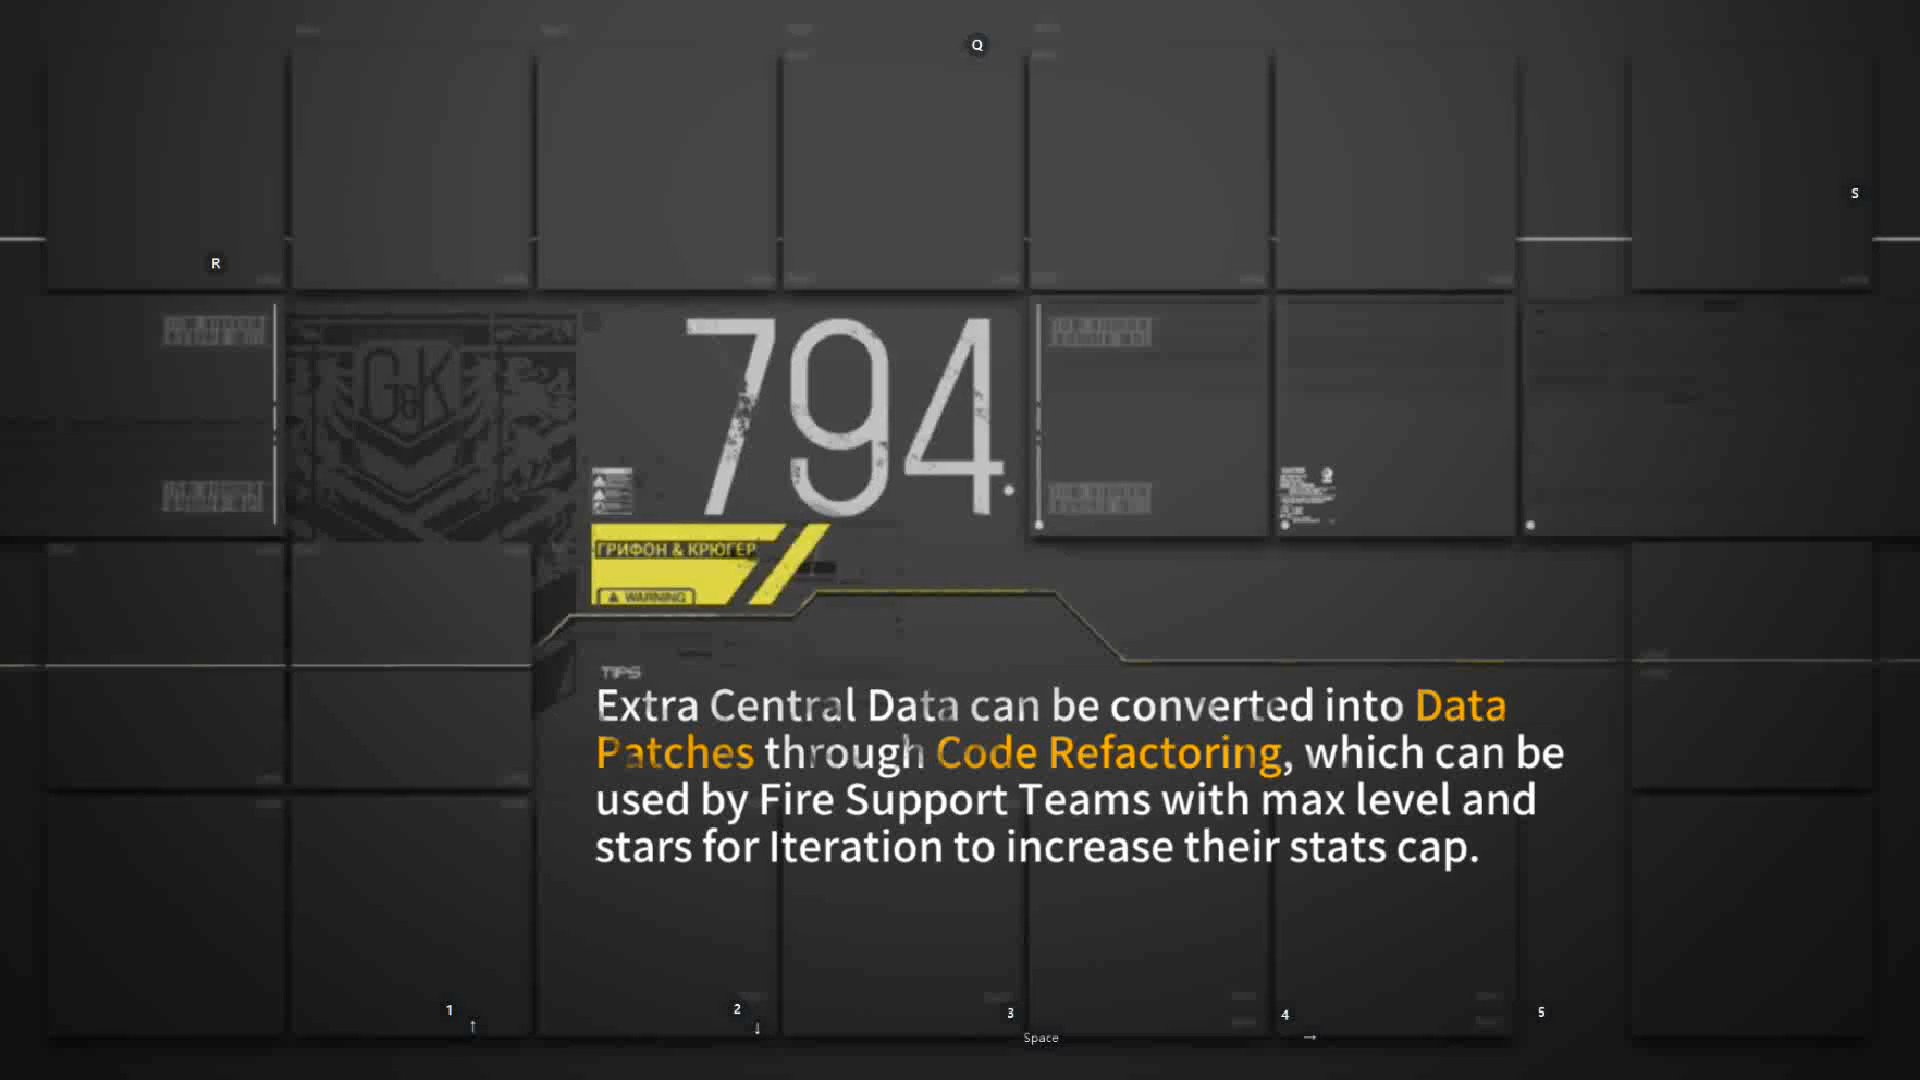 Q
S
R
G&K
794.
ГРИФОН & КРЮГЕР
WARNING
TIPS
Extra Central Data can be converted into Data
Patches through Code Refactoring, which can be
used by Fire Support Teams with max level and
stars for Iteration to increase their stats cap.
1 2 3 4 5
↑ ↓ Space →